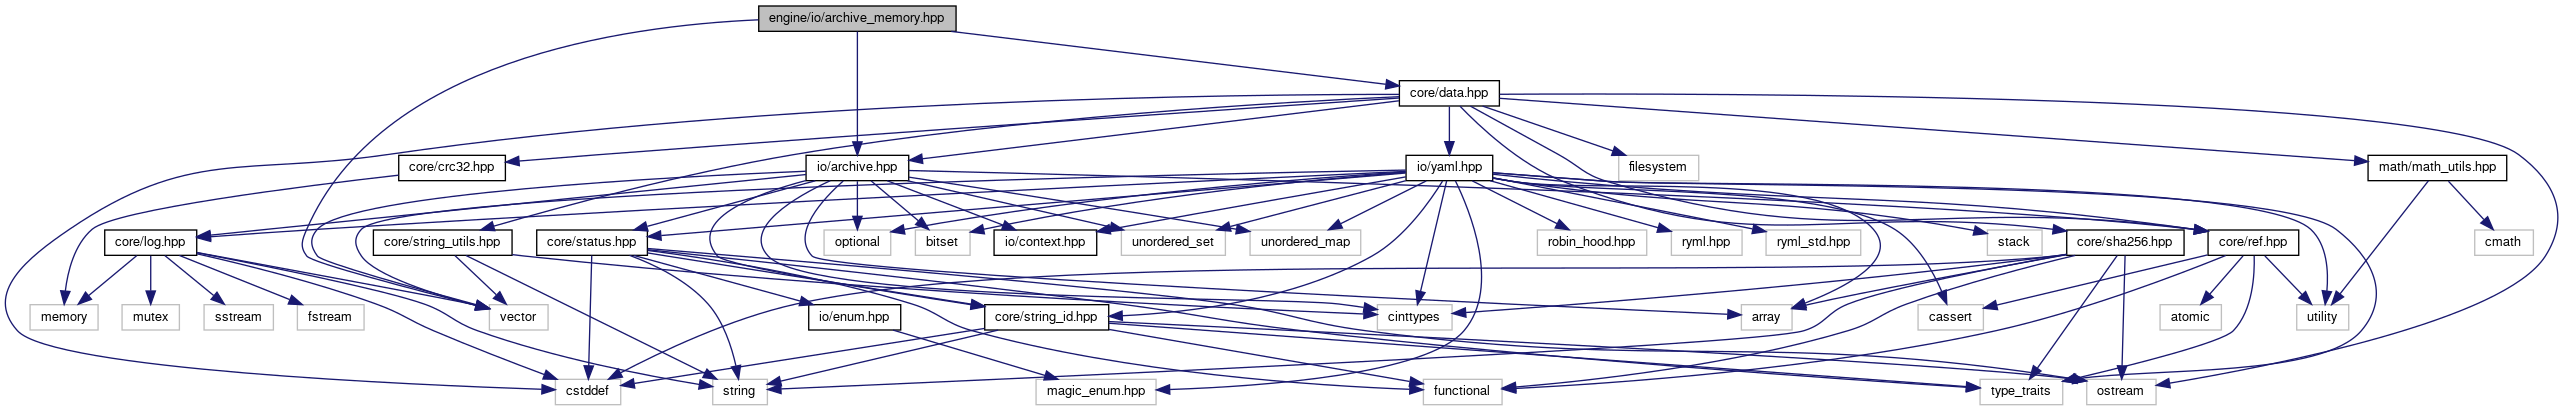 engine/io/archive_memory.hpp
core/data.hpp
core/crc32.hpp
io/archive.hpp
io/yaml.hpp
filesystem
math/math_utils.hpp
core/log.hpp
core/string_utils.hpp
core/status.hpp
optional
bitset
io/context.hpp
unordered_set
unordered_map
robin_hood.hpp
ryml.hpp
ryml_std.hpp
stack
core/sha256.hpp
core/ref.hpp
cmath
memory
mutex
sstream
fstream
vector
io/enum.hpp
core/string_id.hpp
cinttypes
array
cassert
atomic
utility
cstddef
string
magic_enum.hpp
functional
type_traits
ostream